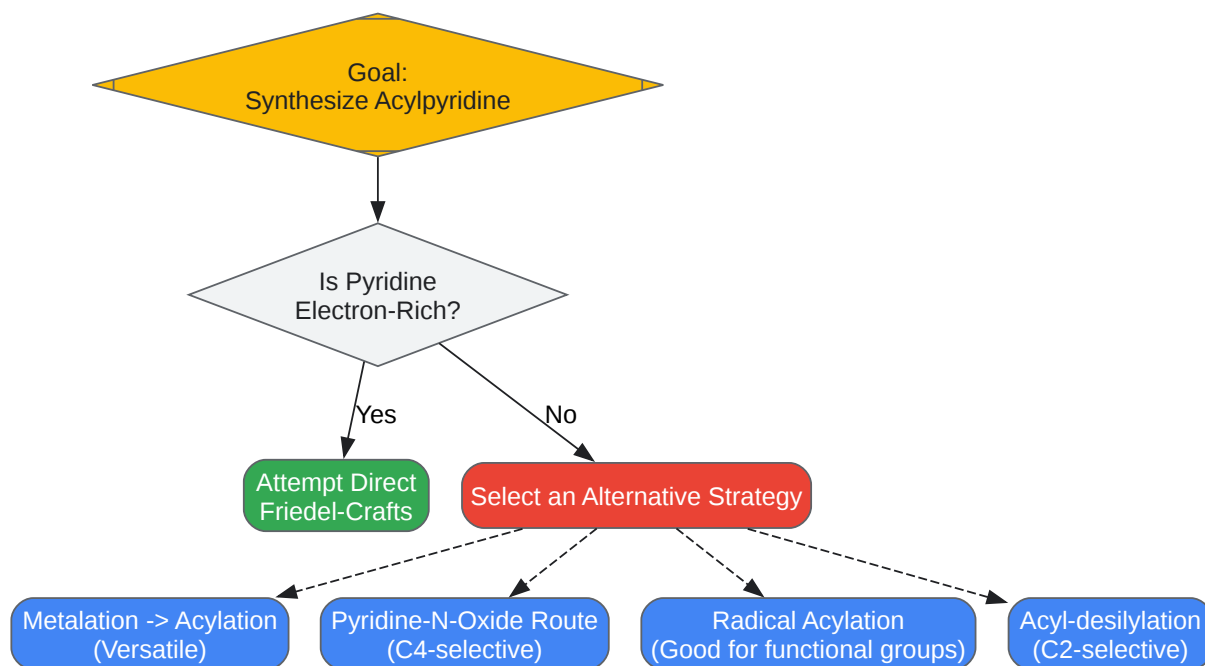 Goal:
Synthesize Acylpyridine
Is Pyridine
Electron-Rich?
Yes
No
Attempt Direct
Friedel-Crafts
Select an Alternative Strategy
Metalation -> Acylation
(Versatile)
Pyridine-N-Oxide Route
(C4-selective)
Radical Acylation
(Good for functional groups)
Acyl-desilylation
(C2-selective)